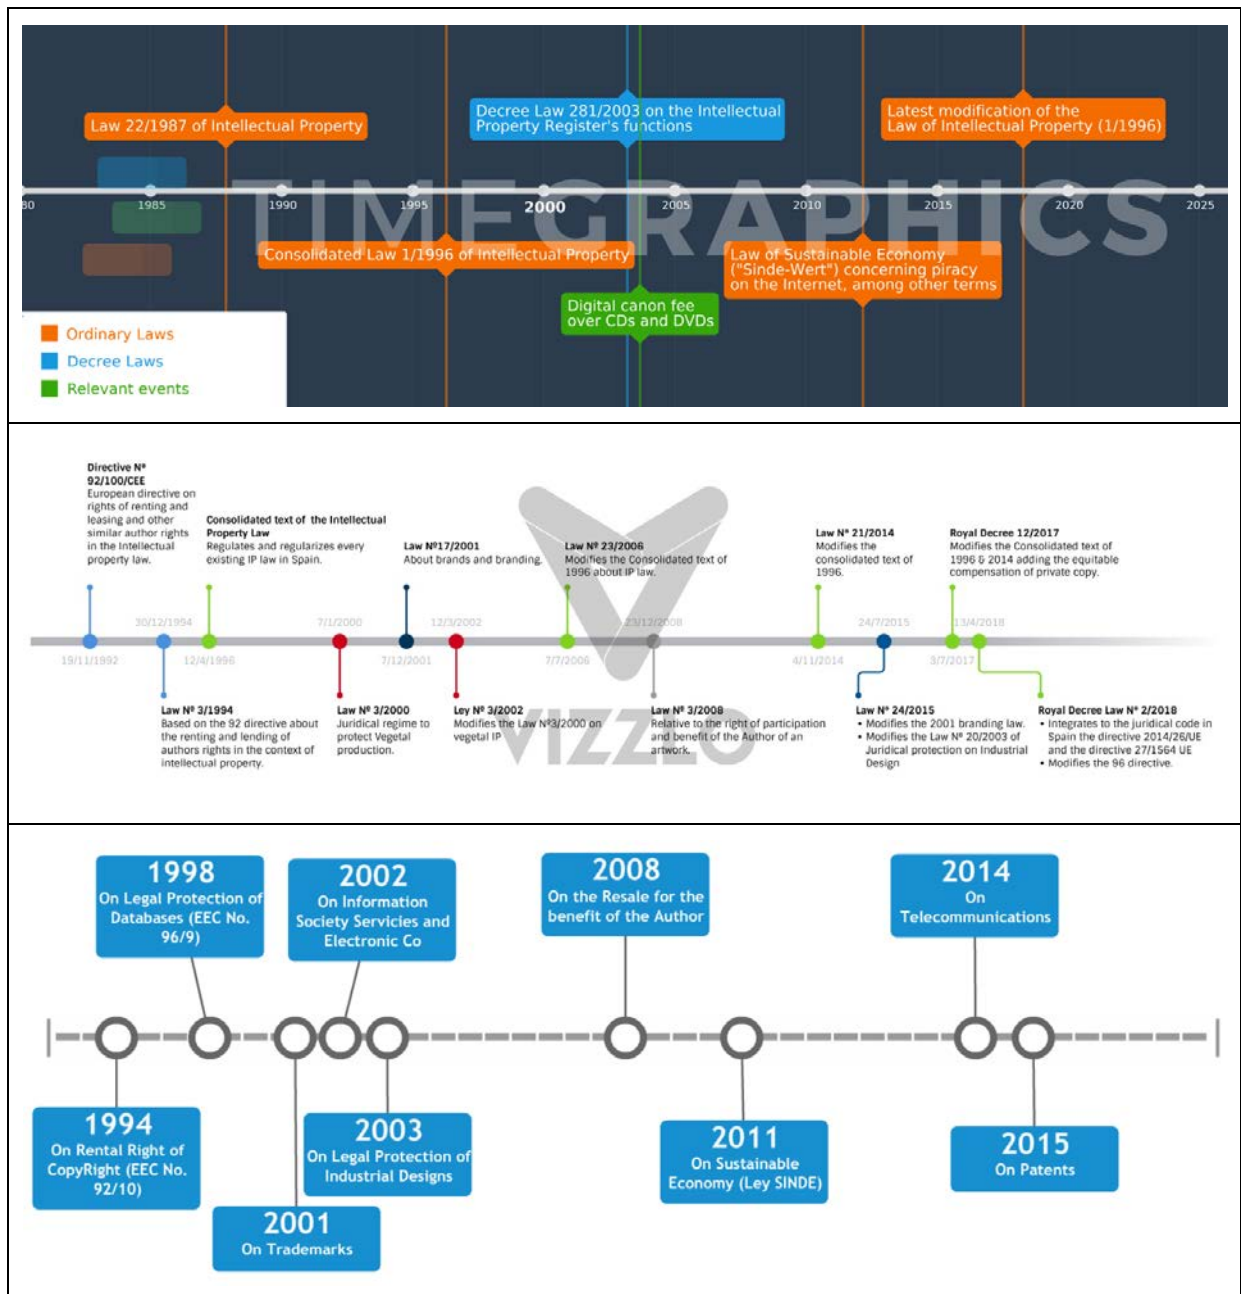 Law 22/1987 of Intellectual Property
Decree Law 281/2003 on the Intellectual
Property Register's functions
Latest modification of the
Law of Intellectual Property (1/1996)
TIMEGRAPHICS
80
1985
1990
1995
2000
2005
2010
2015
2020
2025
Consolidated Law 1/1996 of Intellectual Property
Law of Sustainable Economy
("Sinde-Wert") concerning piracy
on the Internet, among other terms
Digital canon fee
over CDs and DVDs
Ordinary Laws
Decree Laws
Relevant events
Directive Nº
92/100/CEE
European directive on
rights of renting and
leasing and other
similar author rights
in the Intellectual
property law.
Consolidated text of the Intellectual
Property Law
Regulates and regularizes every
existing IP law in Spain.
Law Nº17/2001
About brands and branding.
Law Nº 23/2006
Modifies the Consolidated text of
1996 about IP law.
Law N° 21/2014
Modifies the
consolidated text of
1996.
Royal Decree 12/2017
Modifies the Consolidated text of
1996 & 2014 adding the equitable
compensation of private copy.
30/12/1994
7/1/2000
12/3/2002
23/12/2008
24/7/2015
13/4/2018
19/11/1992
12/4/1996
7/12/2001
7/7/2006
4/11/2014
3/7/2017
Law Nº 3/1994
Based on the 92 directive about
the renting and lending of
authors rights in the context of
intellectual property.
Law Nº 3/2000
Juridical regime to
protect Vegetal
production.
Ley Nº 3/2002
Modifies the Law Nº3/2000 on
vegetal IP
Law Nº 3/2008
Relative to the right of participation
and benefit of the Author of an
artwork.
Law N° 24/2015
• Modifies the 2001 branding law.
• Modifies the Law N° 20/2003 of
Juridical protection on Industrial
Design
Royal Decree Law N° 2/2018
• Integrates to the juridical code in
Spain the directive 2014/26/UE
and the directive 27/1564 UE
• Modifies the 96 directive.
VIZZLO
1998
On Legal Protection of
Databases (EEC No.
96/9)
2002
On Information
Society Servicies and
Electronic Co
2008
On the Resale for the
benefit of the Author
2014
On
Telecommunications
1994
On Rental Right of
CopyRight (EEC No.
92/10)
2001
On Trademarks
2003
On Legal Protection of
Industrial Designs
2011
On Sustainable
Economy (Ley SINDE)
2015
On Patents